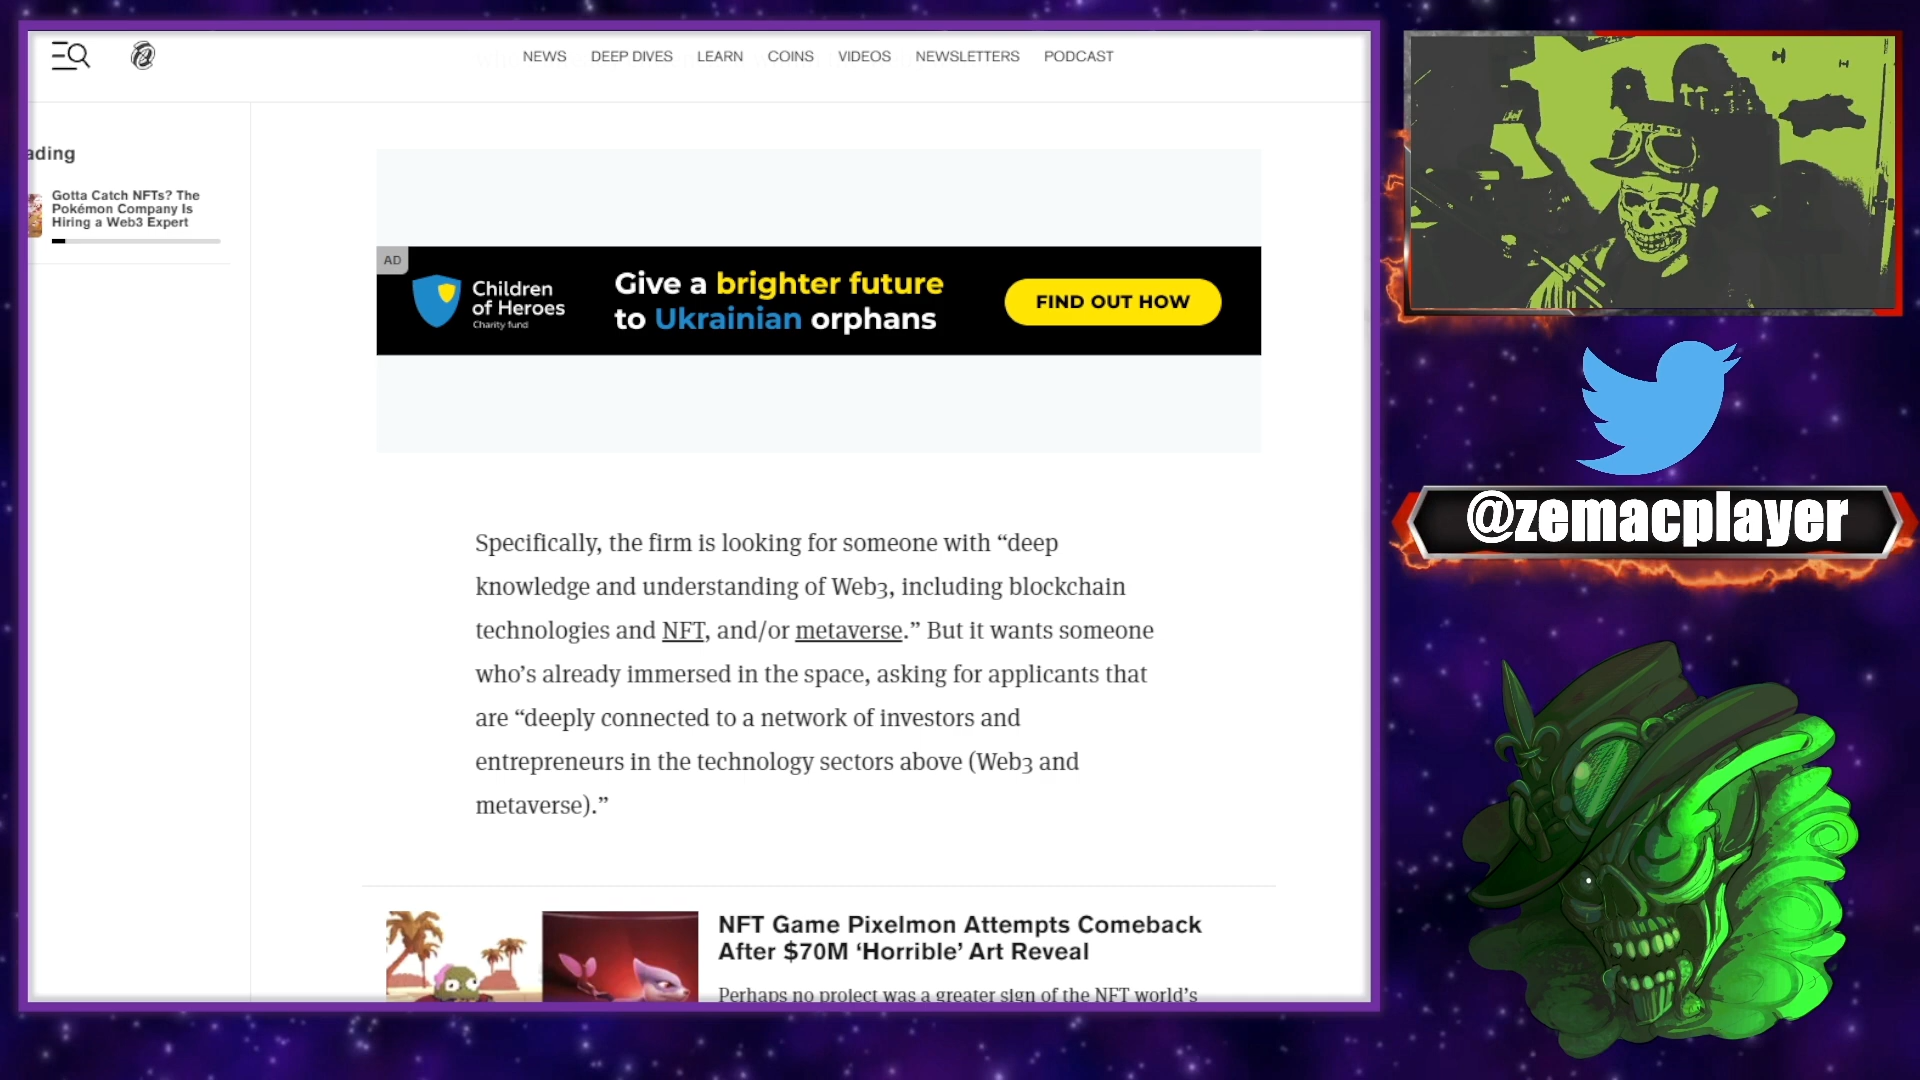 NEWS DEEP DIVES LEARN COINS VIDEOS NEWSLETTERS PODCAST
ading
Gotta Catch NFTs? The
Pokémon Company Is
Hiring a Web3 Expert
AD
Children
of Heroes
Charity fund
Give a brighter future
to Ukrainian orphans
FIND OUT HOW
Specifically, the firm is looking for someone with “deep
knowledge and understanding of Web3, including blockchain
technologies and NFT, and/or metaverse.” But it wants someone
who’s already immersed in the space, asking for applicants that
are “deeply connected to a network of investors and
entrepreneurs in the technology sectors above (Web3 and
metaverse).”
NFT Game Pixelmon Attempts Comeback
After $70M ‘Horrible’ Art Reveal
Perhaps no project was a greater sign of the NFT world’s
@zemacplayer